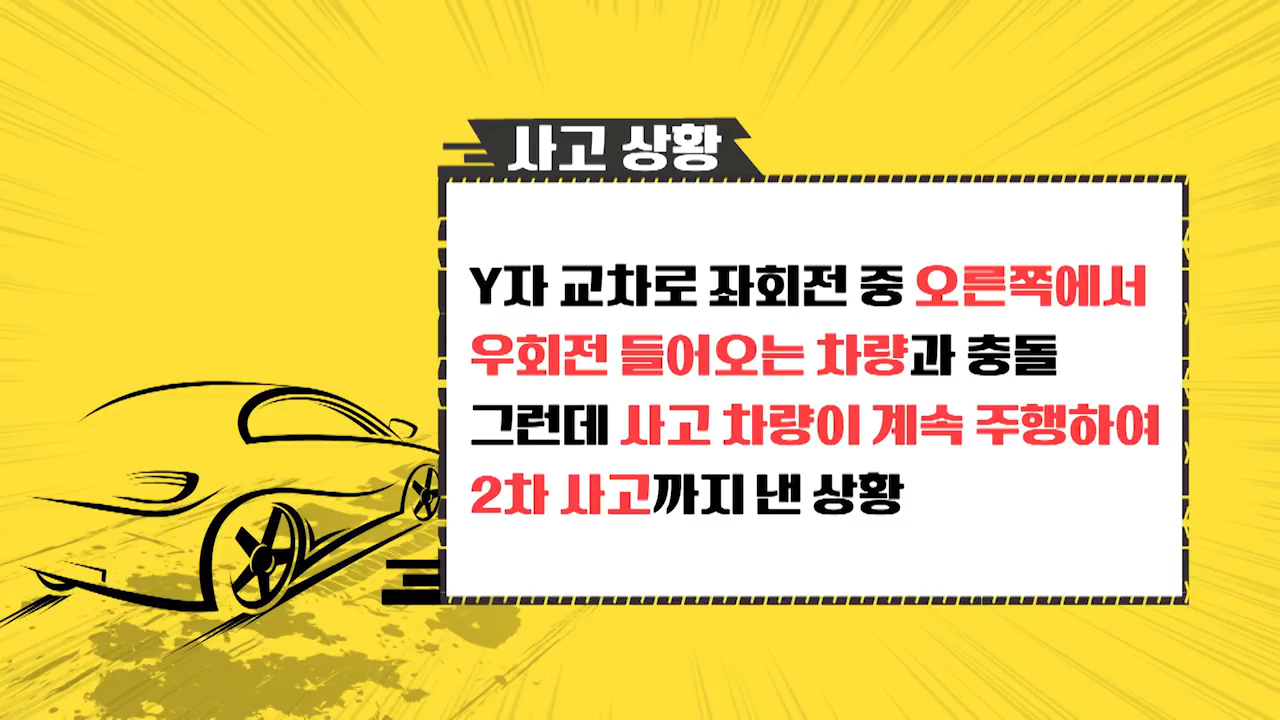 사고 상황
Y자 교차로 좌회전 중 오른쪽에서
우회전 들어오는 차량과 충돌
그런데 사고 차량이 계속 주행하여
2차 사고까지 낸 상황